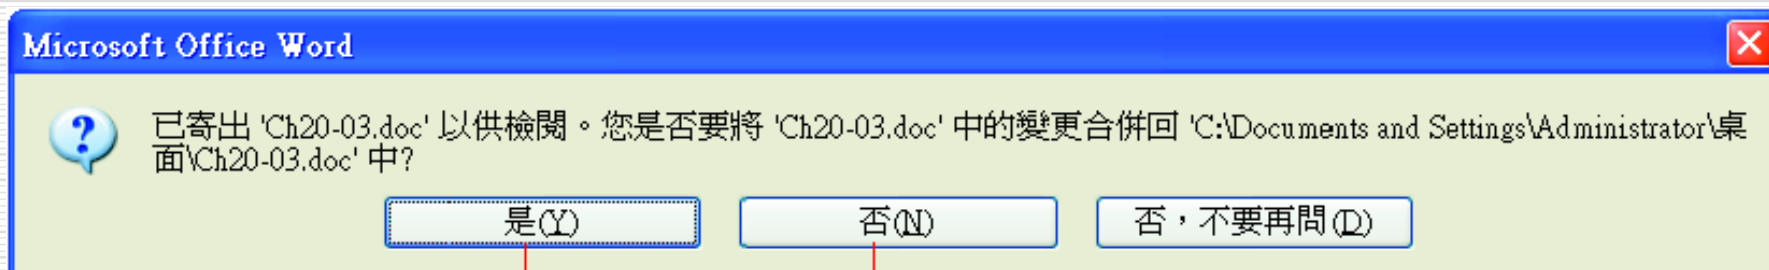 Microsoft Office Word
已寄出 'Ch20-03.doc' 以供檢閱。您是否要將 'Ch20-03.doc' 中的變更合併回 'C:\Documents and Settings\Administrator\桌
面\Ch20-03.doc' 中?
是(Y)
否(N)
否，不要再問(D)